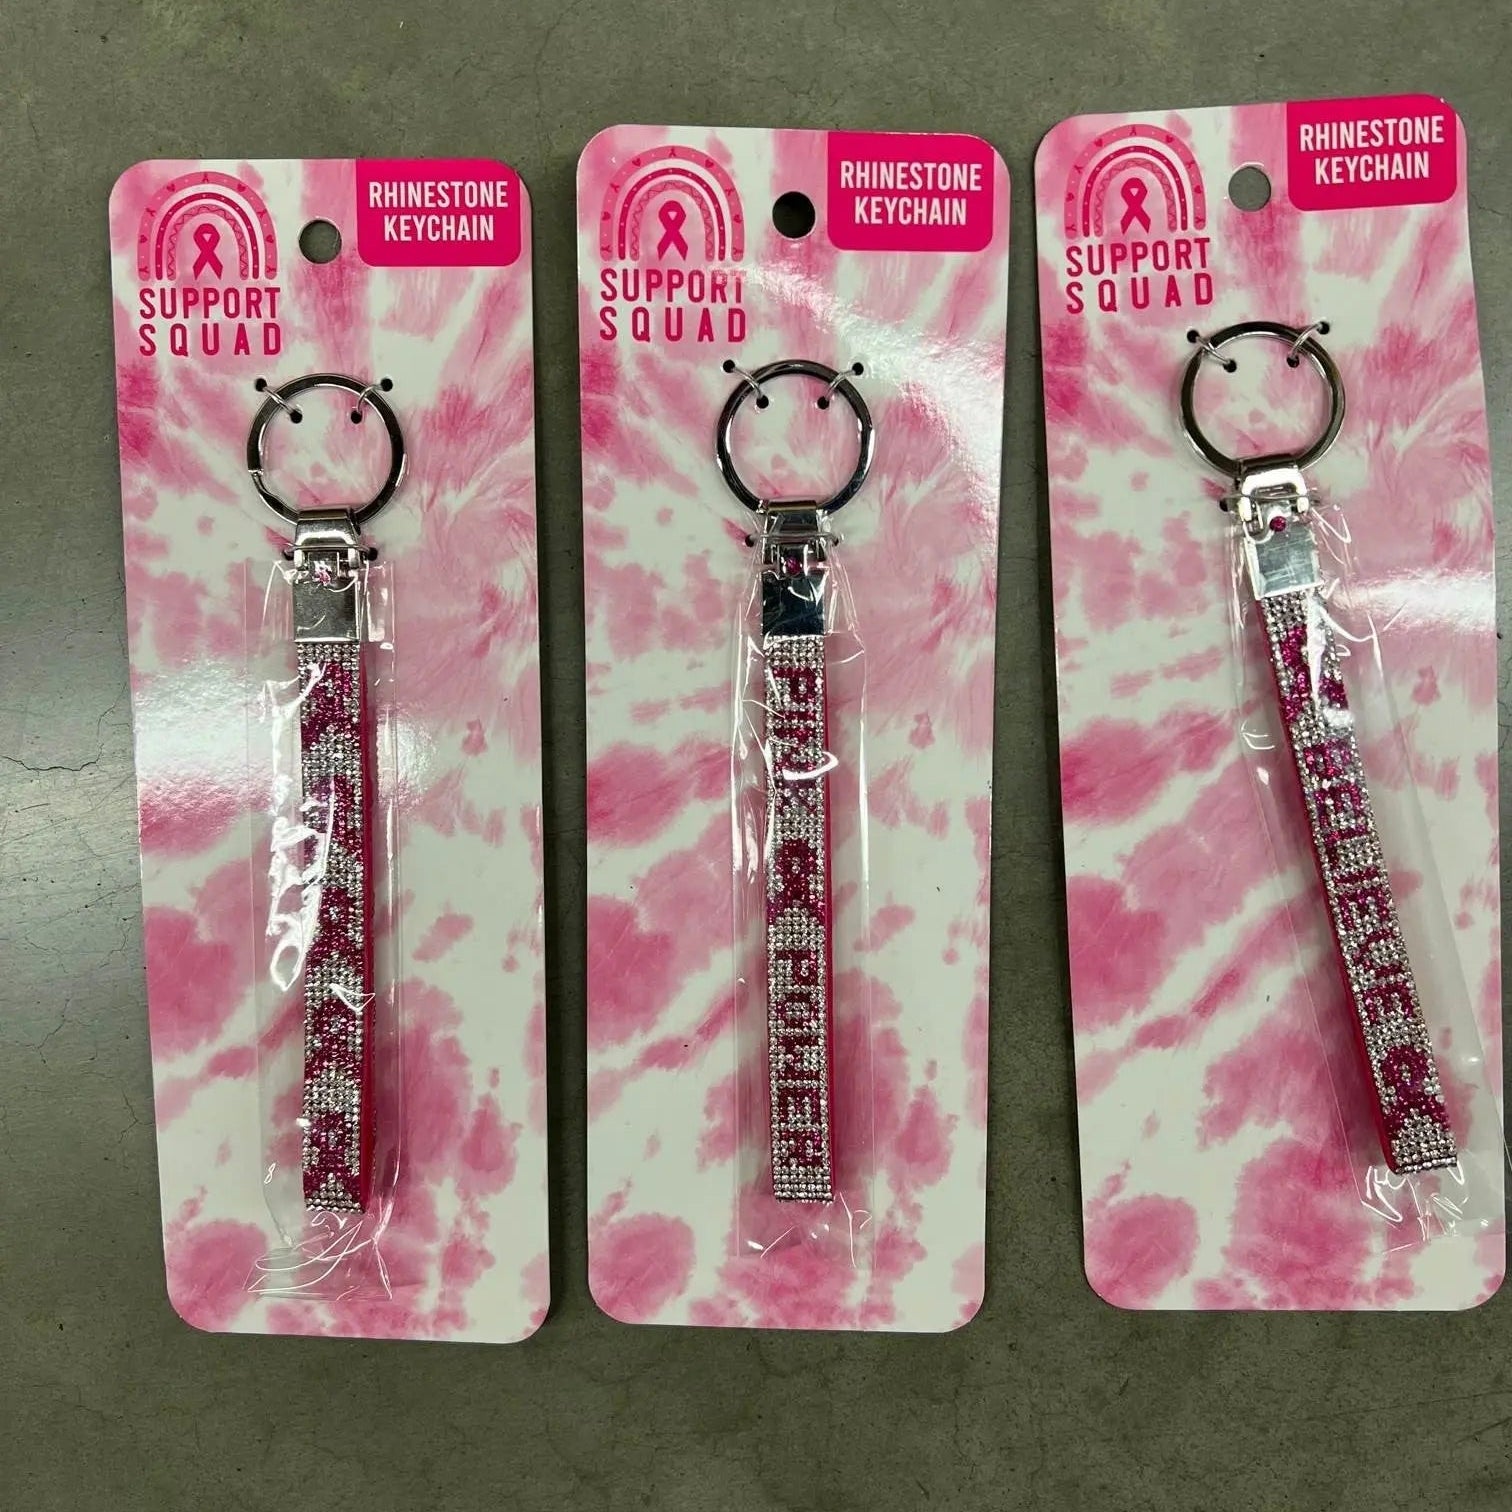 SUPPORT
SQUAD
RHINESTONE
KEYCHAIN
SUPPORT
SQUAD
RHINESTONE
KEYCHAIN
PINK
POWER
SUPPORT
SQUAD
RHINESTONE
KEYCHAIN
BELIEVE